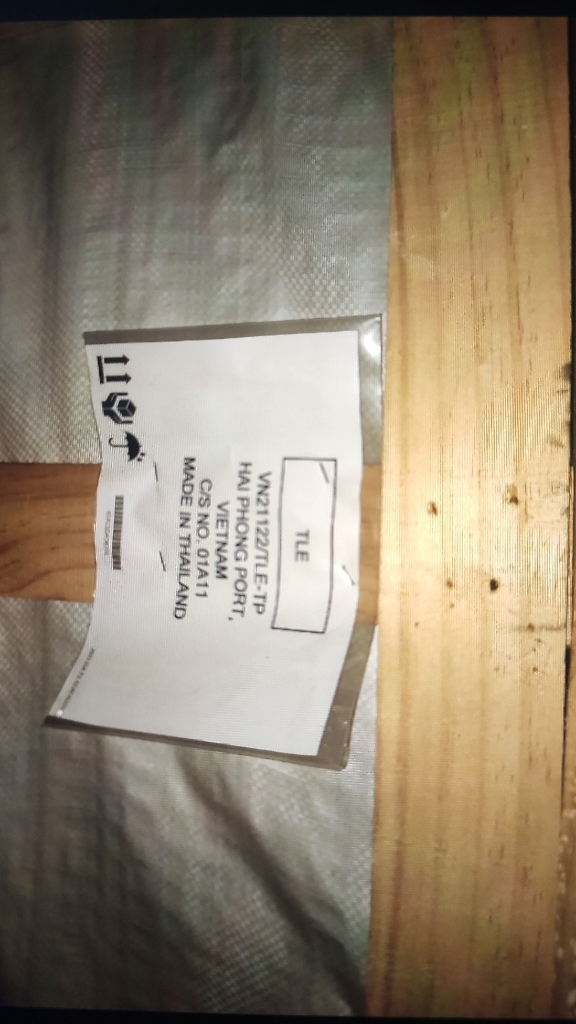 TLE
VN21122/TLE-TP
HAI PHONG PORT,
VIETNAM
C/S NO. 01A11
MADE IN THAILAND